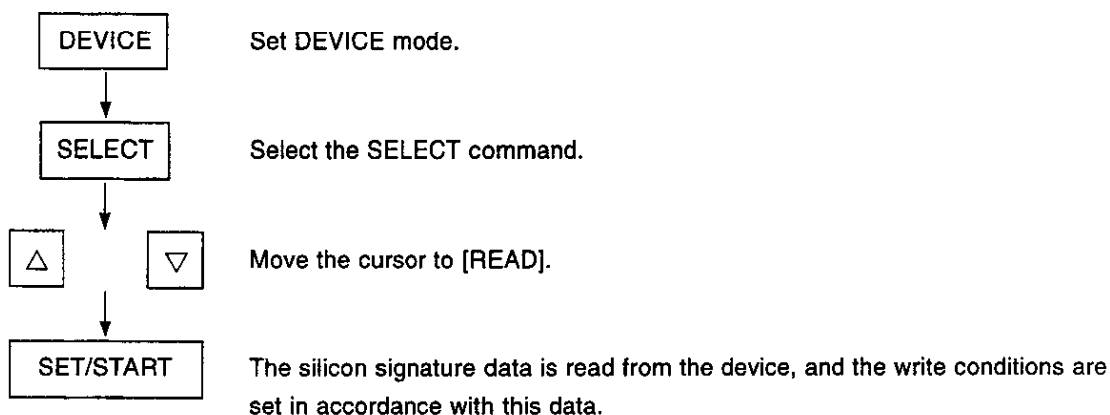 DEVICE Set DEVICE mode.
SELECT Select the SELECT command.
△ ▽ Move the cursor to [READ].
SET/START The silicon signature data is read from the device, and the write conditions are
set in accordance with this data.